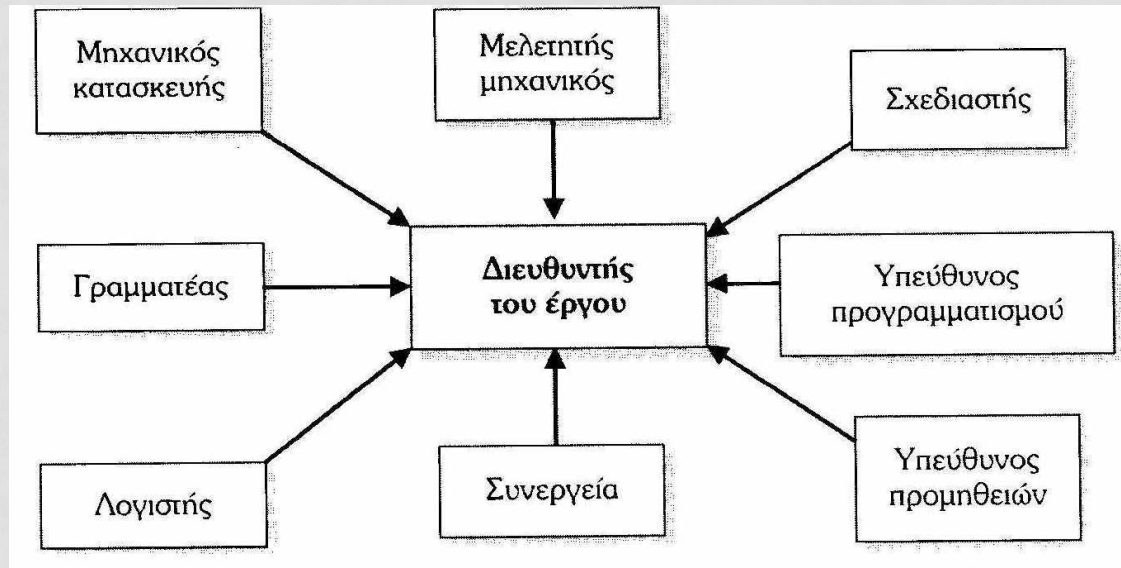 Μηχανικός
κατασκευής
Μελετητής
μηχανικός
Σχεδιαστής
Γραμματέας
Διευθυντής
του έργου
Υπεύθυνος
προγραμματισμού
Λογιστής
Συνεργεία
Υπεύθυνος
προμηθειών